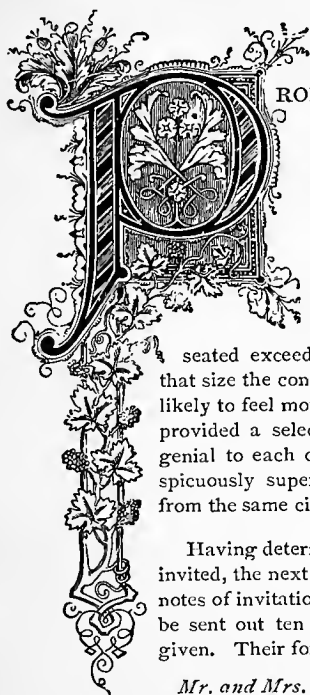 P RO
seated exceed
that size the con
likely to feel mo
provided a selec
genial to each o
spicuously supe
from the same ci
Having deter
invited, the next
notes of invitatio
be sent out ten
given. Their fo
Mr. and Mrs.